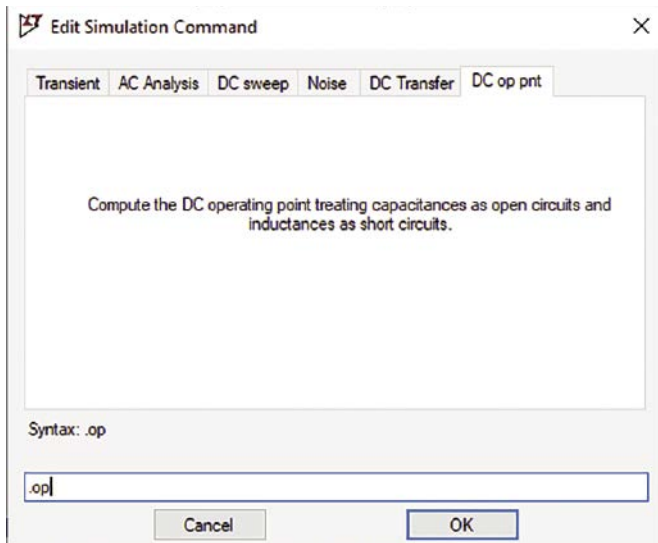 Edit Simulation Command
Transient AC Analysis DC sweep Noise DC Transfer DC op pnt
Compute the DC operating point treating capacitances as open circuits and
inductances as short circuits.
Syntax: .op
.op
Cancel OK